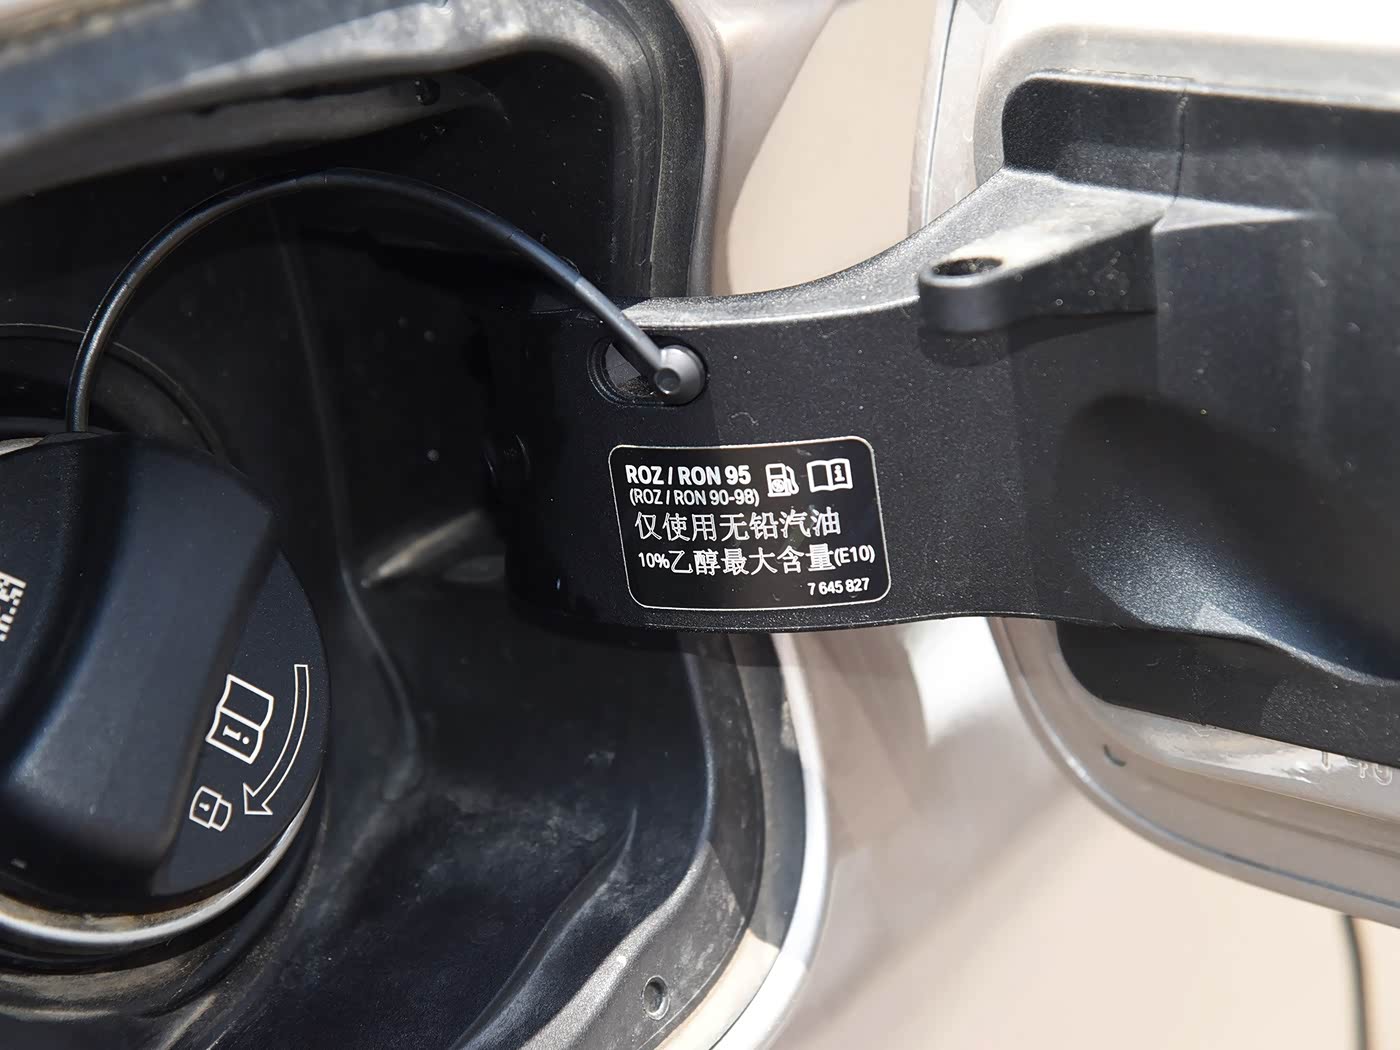 ROZ / RON 95
(ROZ / RON 90-98)
仅使用无铅汽油
10%乙醇最大含量(E10)
7 645 827